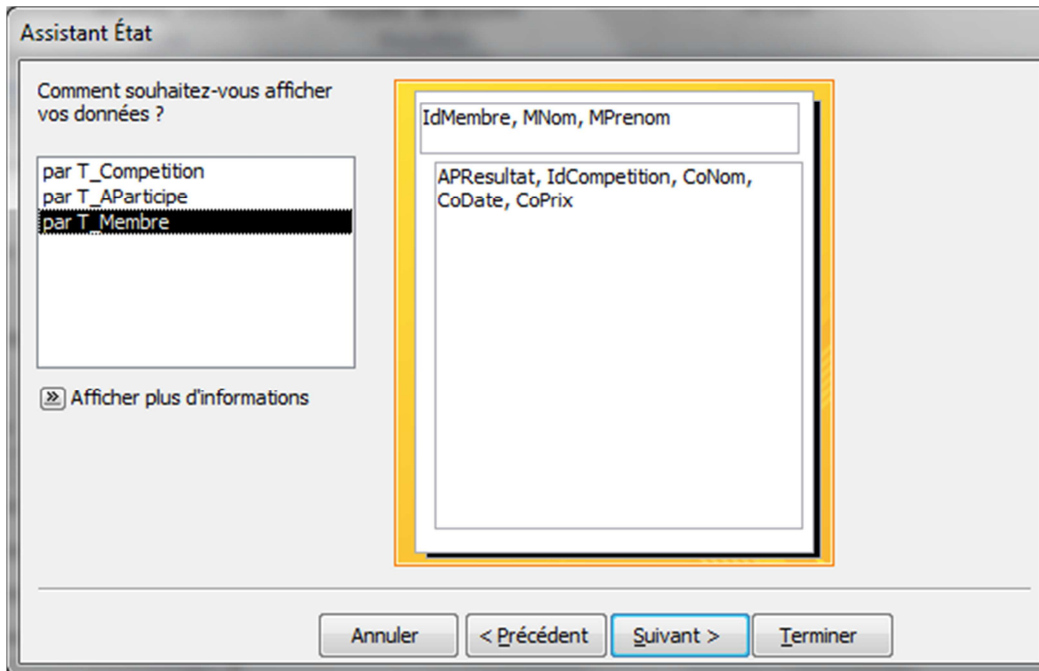 Assistant État
Comment souhaitez-vous afficher
vos données ?
par T_Competition
par T_AParticipe
par T_Membre
Afficher plus d'informations
IdMembre, MNom, MPrenom
APResultat, IdCompetition, CoNom,
CoDate, CoPrix
Annuler
< Précédent
Suivant >
Terminer